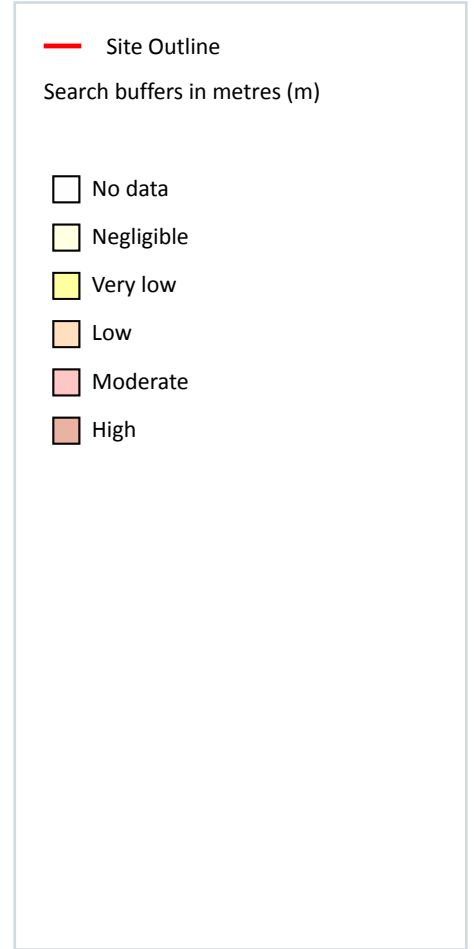 Site Outline
Search buffers in metres (m)
No data
Negligible
Very low
Low
Moderate
High